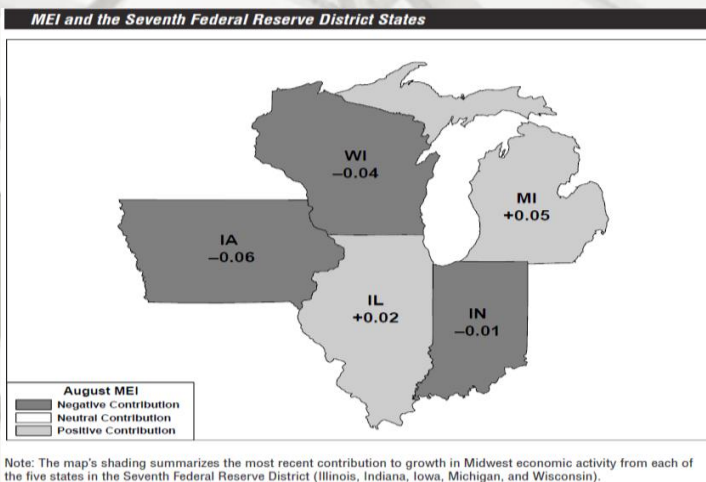 MEI and the Seventh Federal Reserve District States
WI
−0.04
MI
+0.05
IA
−0.06
IL
+0.02
IN
−0.01
August MEI
Negative Contribution
Neutral Contribution
Positive Contribution
Note: The map's shading summarizes the most recent contribution to growth in Midwest economic activity from each of
the five states in the Seventh Federal Reserve District (Illinois, Indiana, Iowa, Michigan, and Wisconsin).